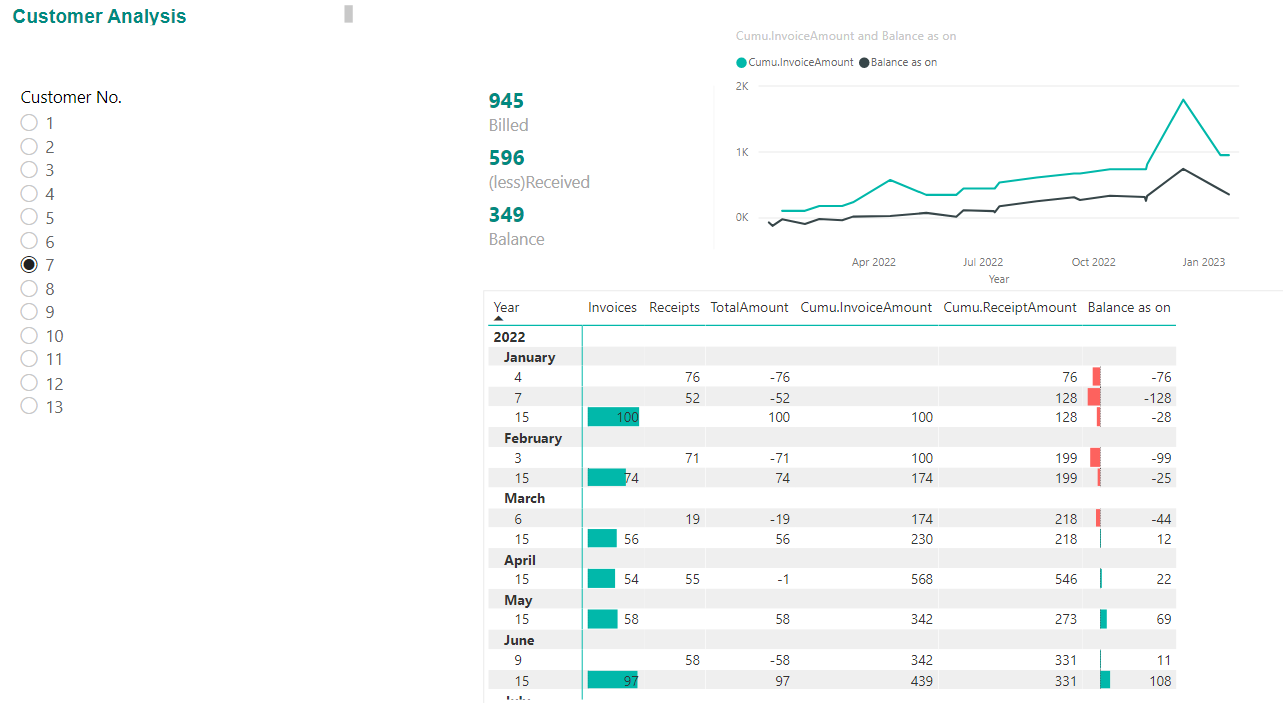 Customer Analysis
Customer No.
1
2
3
4
5
6
7
8
9
10
11
12
13
945
Billed
596
(less)Received
349
Balance
Cumu.InvoiceAmount and Balance as on
Cumu.InvoiceAmount Balance as on
2K
1K
0K
Apr 2022 Jul 2022 Oct 2022 Jan 2023
Year
Year Invoices Receipts TotalAmount Cumu.InvoiceAmount Cumu.ReceiptAmount Balance as on
2022
January
4 76 -76 76 -76
7 52 -52 128 -128
15 100 100 100 128 -28
February
3 71 -71 100 199 -99
15 74 74 174 199 -25
March
6 19 -19 174 218 -44
15 56 56 230 218 12
April
15 54 55 -1 568 546 22
May
15 58 58 342 273 69
June
9 58 -58 342 331 11
15 97 97 439 331 108